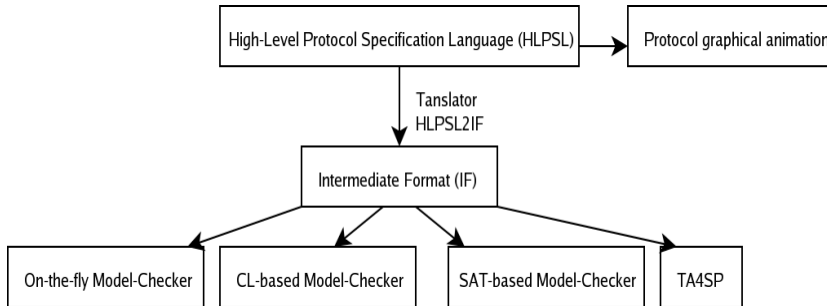 High-Level Protocol Specification Language (HLPSL)
Protocol graphical animation
Tanslator
HLPSL2IF
Intermediate Format (IF)
On-the-fly Model-Checker
CL-based Model-Checker
SAT-based Model-Checker
TA4SP